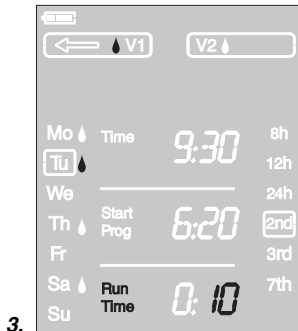 V1 V2
Mo Time 9:30 8h
Tu 12h
We 24h
Th Start Prog 6:20 2nd
Fr 3rd
Sa Run Time 0:10 7th
Su
3.